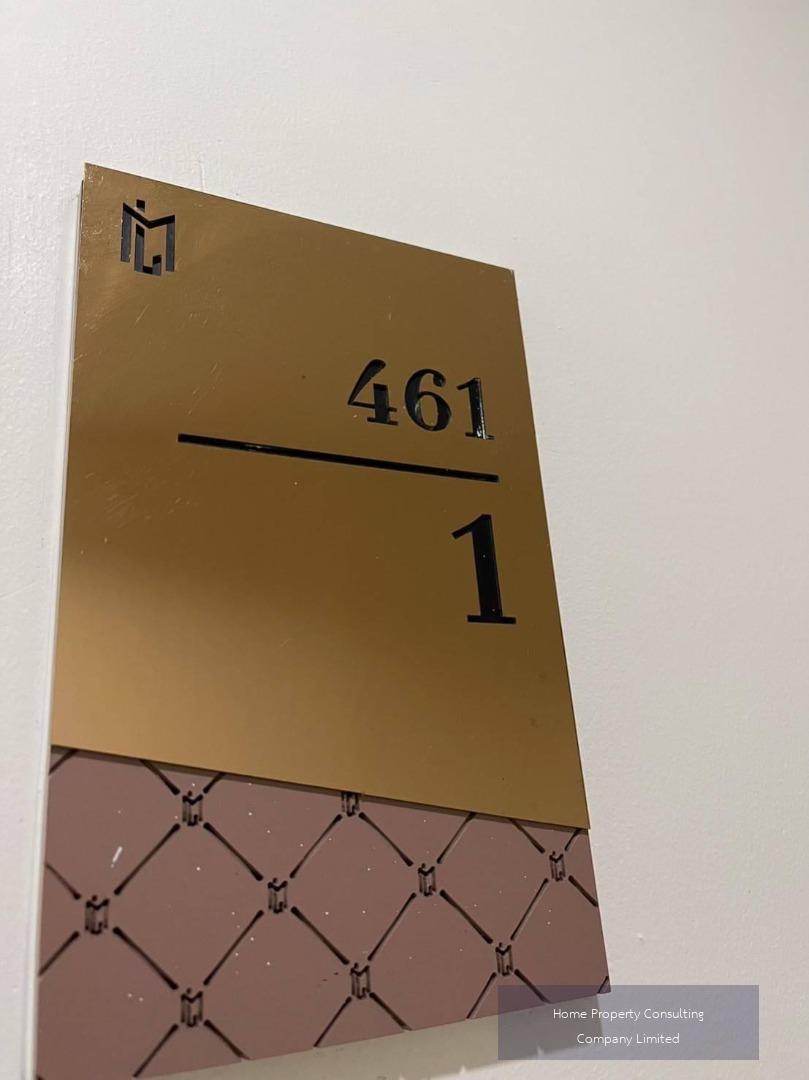 461
1
Home Property Consulting
Company Limited